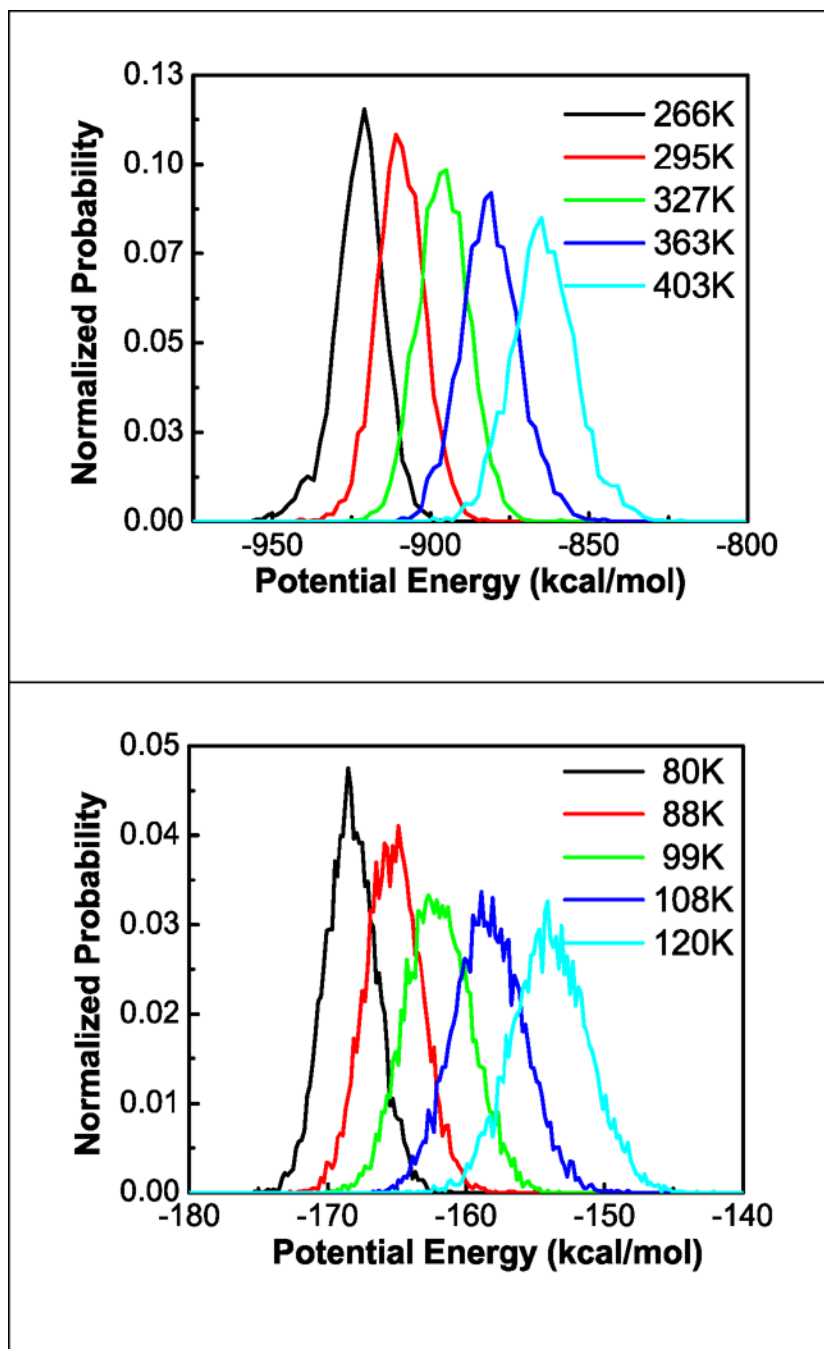 0.13
0.10
0.07
0.05
0.03
0.00
Normalized Probability
266K
295K
327K
363K
403K
-950
-900
-850
-800
Potential Energy (kcal/mol)
0.05
0.04
0.03
0.02
0.01
0.00
Normalized Probability
80K
88K
99K
108K
120K
-180
-170
-160
-150
-140
Potential Energy (kcal/mol)